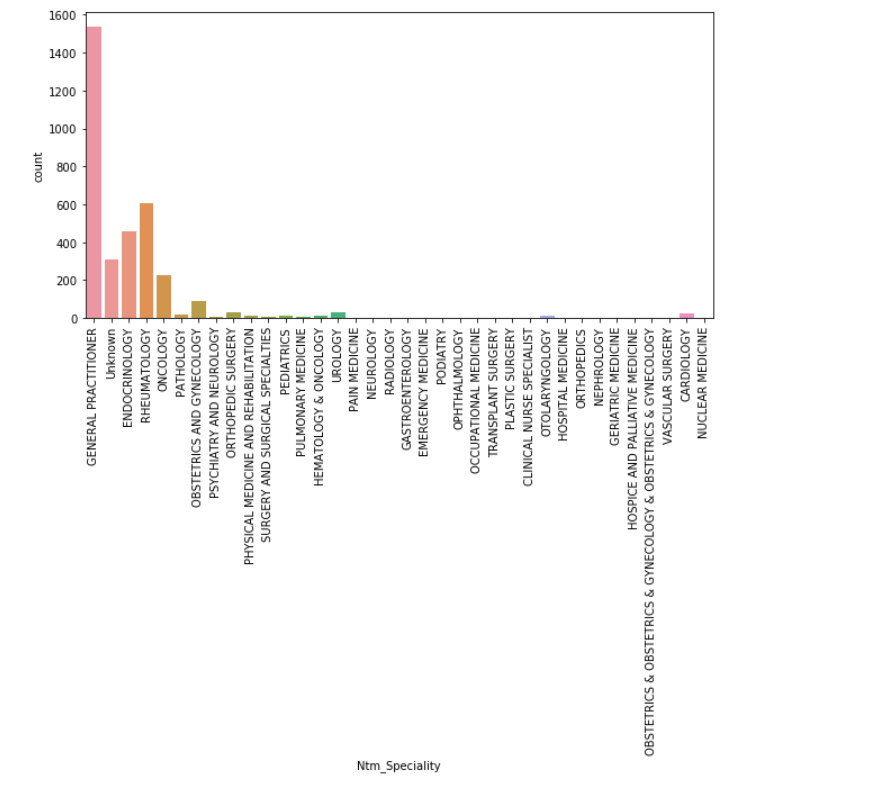 1600
1400
1200
1000
800
600
400
200
0
count
GENERAL PRACTITIONER
Unknown
ENDOCRINOLOGY
RHEUMATOLOGY
ONCOLOGY
PATHOLOGY
OBSTETRICS AND GYNECOLOGY
PSYCHIATRY AND NEUROLOGY
ORTHOPEDIC SURGERY
PHYSICAL MEDICINE AND REHABILITATION
SURGERY AND SURGICAL SPECIALTIES
PEDIATRICS
PULMONARY MEDICINE
HEMATOLOGY & ONCOLOGY
UROLOGY
PAIN MEDICINE
NEUROLOGY
RADIOLOGY
GASTROENTEROLOGY
EMERGENCY MEDICINE
PODIATRY
OPHTHALMOLOGY
OCCUPATIONAL MEDICINE
TRANSPLANT SURGERY
PLASTIC SURGERY
CLINICAL NURSE SPECIALIST
OTOLARYNGOLOGY
HOSPITAL MEDICINE
ORTHOPEDICS
NEPHROLOGY
GERIATRIC MEDICINE
HOSPICE AND PALLIATIVE MEDICINE
OBSTETRICS & OBSTETRICS & GYNECOLOGY & OBSTETRICS & GYNECOLOGY
VASCULAR SURGERY
CARDIOLOGY
NUCLEAR MEDICINE
Ntm_Speciality